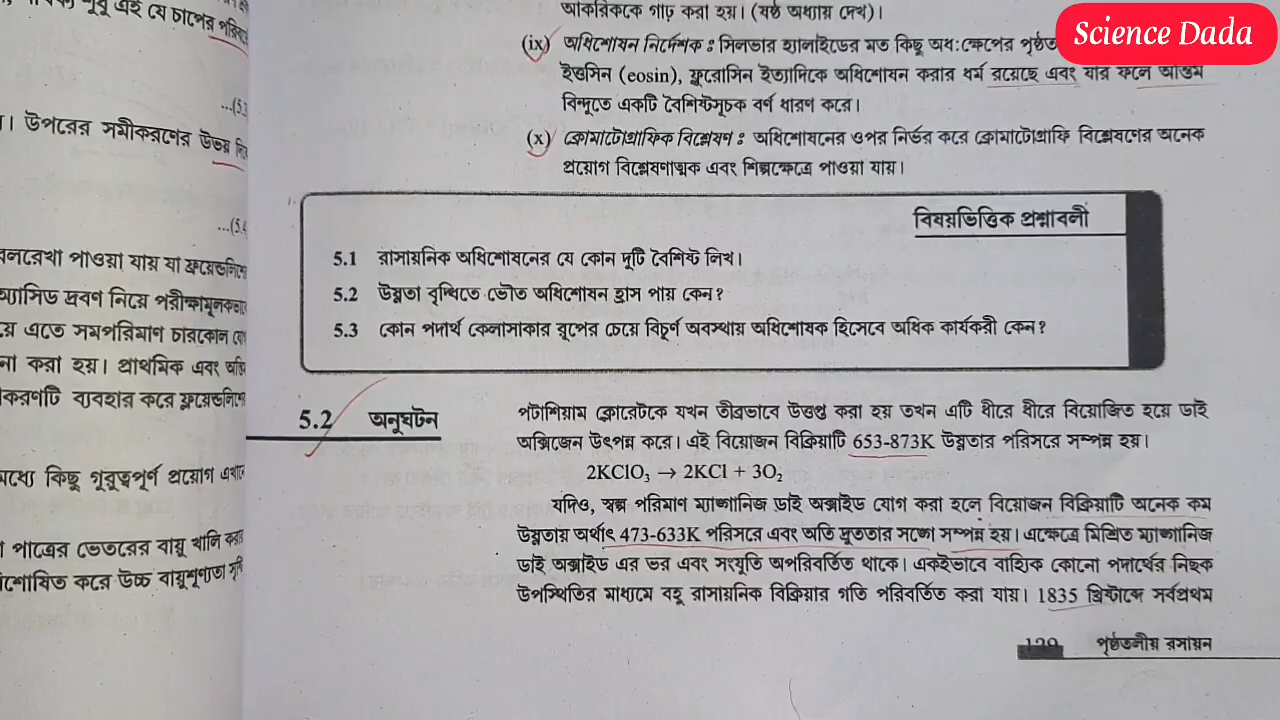 ধীরে ধীরে এই যে চাপের
...(5.3
। উপরের সমীকরণের উভয়
...(5.4
পাওয়া যায় যা ফ্রয়েন্ডলিশে
অ্যাসিড দ্রবণ নিয়ে পরীক্ষামূলকভাবে
এতে সমপরিমাণ চারকোল
করা হয়। প্রাথমিক এবং
করণটি ব্যবহার করে ফ্রয়েন্ডলিশে
মধ্যে কিছু গুরুত্বপূর্ণ প্রয়োগ
পাত্রের ভেতরের বায়ু খালি করার
শোষিত করে উচ্চ বায়ুশূণ্যতা
আকরিককে গাঢ় করা হয়। (ষষ্ঠ অধ্যায় দেখ)।
(ix) অধিশোষন নির্দেশক : সিলভার হ্যালাইডের মত কিছু অধ:ক্ষেপের
Science Dada
ইওসিন (eosin), ফ্লুরোসিন ইত্যাদিকে অধিশোষন করার ধর্ম রয়েছে এবং যার ফলে অন্তিম
বিন্দুতে একটি বৈশিষ্টসূচক বর্ণ ধারণ করে।
(x) ক্রোমাটোগ্রাফিক বিশ্লেষণ : অধিশোষনের ওপর নির্ভর করে ক্রোমাটোগ্রাফি বিশ্লেষণের অনেক
প্রয়োগ বিশ্লেষণাত্মক এবং শিল্পক্ষেত্রে পাওয়া যায়।
বিষয়ভিত্তিক প্রশ্নাবলী
5.1 রাসায়নিক অধিশোষনের যে কোন দুটি বৈশিষ্ট লিখ।
5.2 উষ্ণতা বৃদ্ধিতে ভৌত অধিশোষন হ্রাস পায় কেন?
5.3 কোন পদার্থ কেলাসাকার রূপের চেয়ে বিচূর্ণ অবস্থায় অধিশোষক হিসেবে অধিক কার্যকরী কেন?
5.2 অনুঘটন
পটাশিয়াম ক্লোরেটকে যখন তীব্রভাবে উত্তপ্ত করা হয় তখন এটি ধীরে ধীরে বিয়োজিত হয়ে ডাই
অক্সিজেন উৎপন্ন করে। এই বিয়োজন বিক্রিয়াটি 653-873K উষ্ণতার পরিসরে সম্পন্ন হয়।
2KClO₃ → 2KCl + 3O₂
যদিও, স্বল্প পরিমাণ ম্যাঙ্গানিজ ডাই অক্সাইড যোগ করা হলে বিয়োজন বিক্রিয়াটি অনেক কম
উষ্ণতায় অর্থাৎ 473-633K পরিসরে এবং অতি দ্রুততার সঙ্গে সম্পন্ন হয়। এক্ষেত্রে মিশ্রিত ম্যাঙ্গানিজ
ডাই অক্সাইড এর ভর এবং সংযুতি অপরিবর্তিত থাকে। একইভাবে বাহ্যিক কোনো পদার্থের নিছক
উপস্থিতির মাধ্যমে বহু রাসায়নিক বিক্রিয়ার গতি পরিবর্তিত করা যায়। 1835 খ্রিস্টাব্দে সর্বপ্রথম
পৃষ্ঠতলীয় রসায়ন